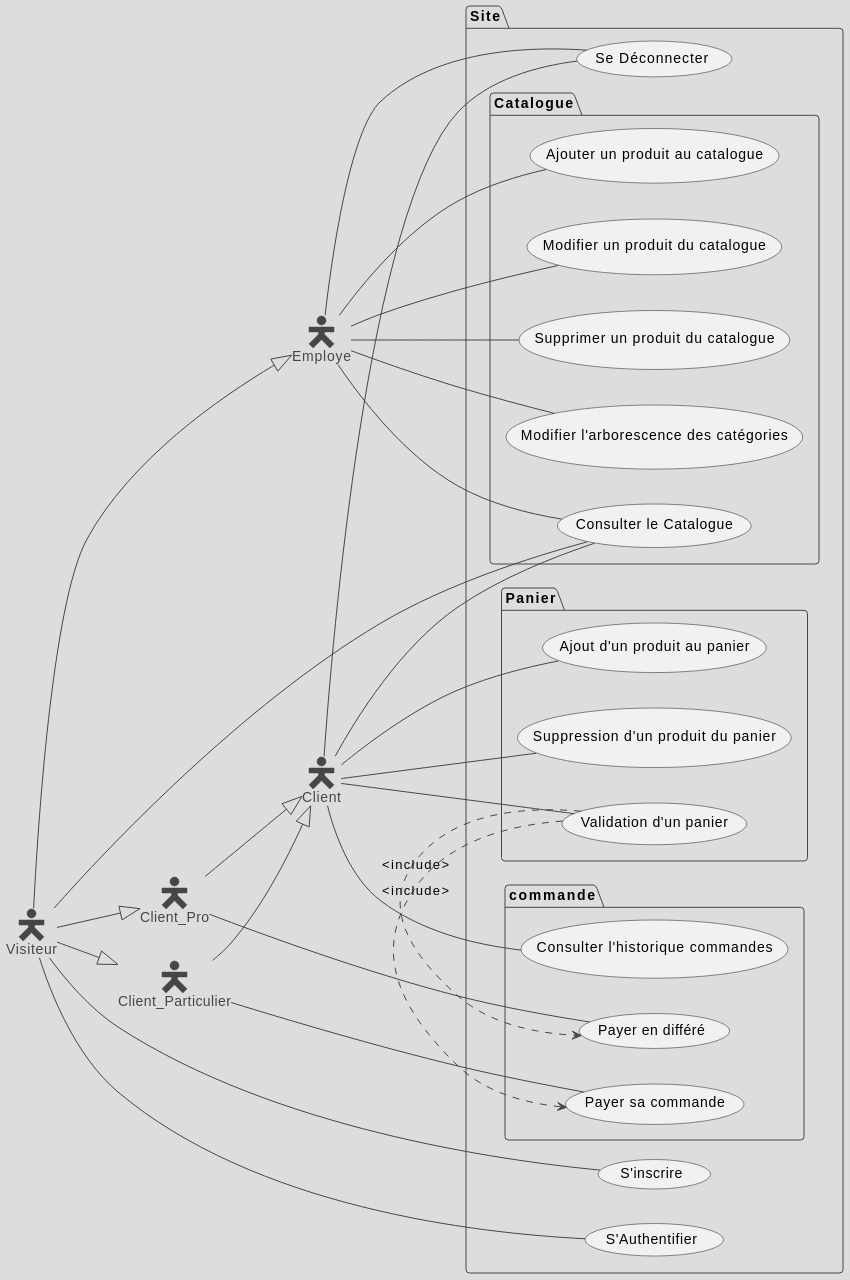 Site
Se Déconnecter
Catalogue
Ajouter un produit au catalogue
Modifier un produit du catalogue
Supprimer un produit du catalogue
Employe
Modifier l'arborescence des catégories
Consulter le Catalogue
Panier
Ajout d'un produit au panier
Suppression d'un produit du panier
Client
Validation d'un panier
<include>
<include>
commande
Client_Pro
Visiteur
Consulter l'historique commandes
Client_Particulier
Payer en différé
Payer sa commande
S'inscrire
S'Authentifier